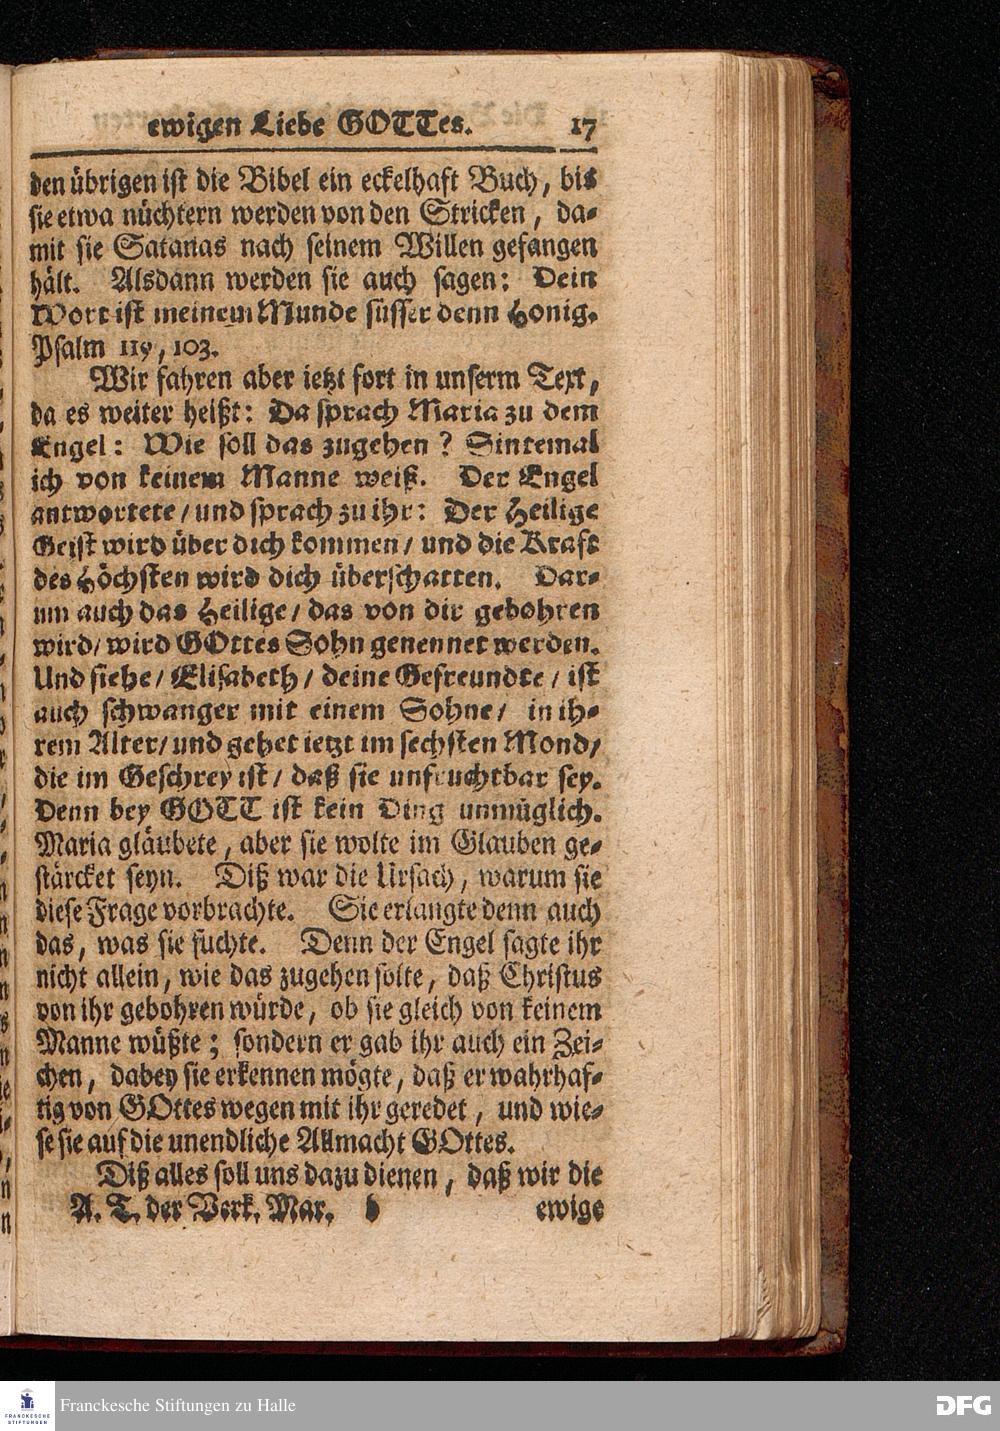 ewigen Liebe GOTTes. 17
den übrigen ist die Bibel ein eckelhaft Buch, bis
sie etwa nüchtern werden von den Stricken, da-
mit sie Satanas nach seinem Willen gefangen
hält. Alsdann werden sie auch sagen: Dein
Wort ist meinem Munde süsser denn Honig.
Psalm 119, 103.
Wir fahren aber ietzt fort in unserm Text,
da es weiter heißt: Da sprach Maria zu dem
Engel: Wie soll das zugehen? Sintemal
ich von keinem Manne weiß. Der Engel
antwortete/ und sprach zu ihr: Der Heilige
Geist wird über dich kommen/ und die Kraft
des Höchsten wird dich überschatten. Dar-
um auch das Heilige/ das von dir gebohren
wird/ wird GOttes Sohn genennet werden.
Und siehe/ Elisabeth/ deine Gefreundte/ ist
auch schwanger mit einem Sohne/ in ih-
rem Alter/ und gehet ietzt im sechsten Mond/
die im Geschrey ist/ daß sie unfruchtbar sey.
Denn bey GOTT ist kein Ding unmüglich.
Maria gläubete, aber sie wolte im Glauben ge-
stärcket seyn. Diß war die Ursach, warum sie
diese Frage vorbrachte. Sie erlangte denn auch
das, was sie suchte. Denn der Engel sagte ihr
nicht allein, wie das zugehen solte, daß Christus
von ihr gebohren würde, ob sie gleich von keinem
Manne wüßte; sondern er gab ihr auch ein Zei-
chen, dabey sie erkennen mögte, daß er wahrhaf-
tig von GOttes wegen mit ihr geredet, und wie-
se sie auf die unendliche Allmacht GOttes.
Diß alles soll uns dazu dienen, daß wir die
A. T. der Verk. Mar. b ewige
Franckesche Stiftungen zu Halle
FRANCKESCHE
STIFTUNGEN
DFG